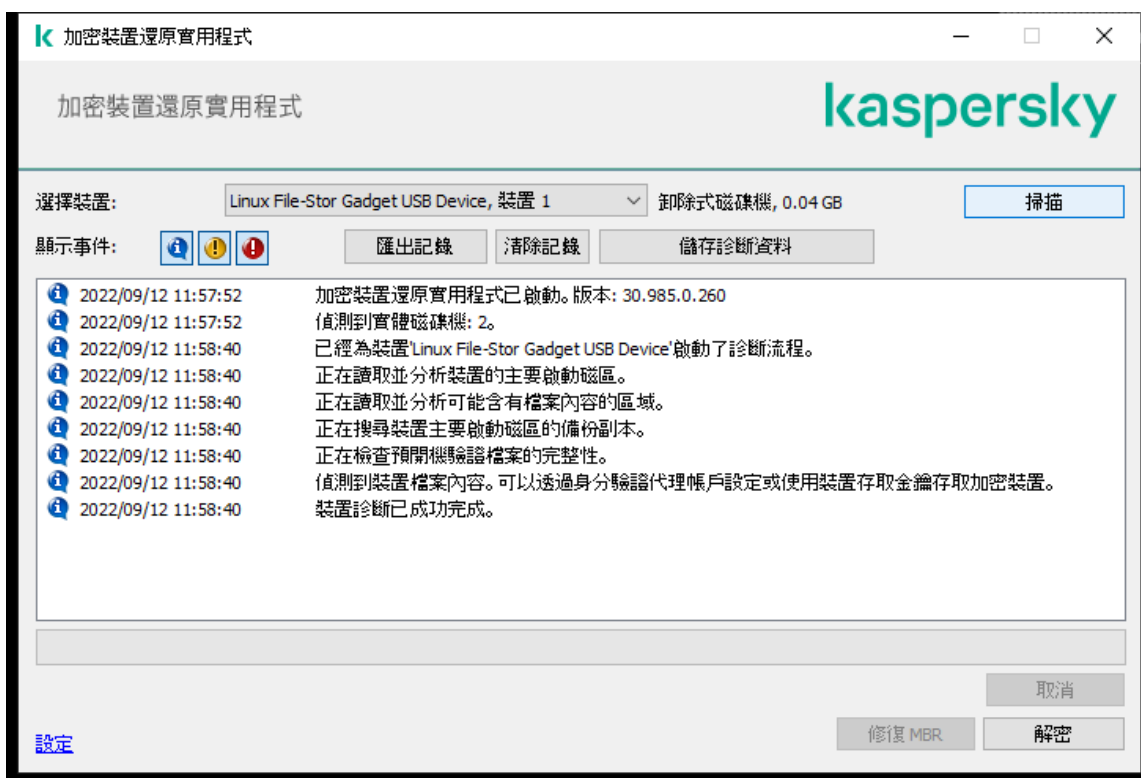 加密裝置還原實用程式
加密裝置還原實用程式
kaspersky
選擇裝置: Linux File-Stor Gadget USB Device, 裝置 1 卸除式磁碟機, 0.04 GB 掃描
顯示事件: 匯出記錄 清除記錄 儲存診斷資料
2022/09/12 11:57:52 加密裝置還原實用程式已啟動。版本: 30.985.0.260
2022/09/12 11:57:52 偵測到實體磁碟機: 2。
2022/09/12 11:58:40 已經為裝置'Linux File-Stor Gadget USB Device'啟動了診斷流程。
2022/09/12 11:58:40 正在讀取並分析裝置的主要啟動磁區。
2022/09/12 11:58:40 正在讀取並分析可能含有檔案內容的區域。
2022/09/12 11:58:40 正在搜尋裝置主要啟動磁區的備份副本。
2022/09/12 11:58:40 正在檢查預開機驗證檔案的完整性。
2022/09/12 11:58:40 偵測到裝置檔案內容。可以透過身分驗證代理帳戶設定或使用裝置存取金鑰存取加密裝置。
2022/09/12 11:58:40 裝置診斷已成功完成。
取消
設定 修復 MBR 解密